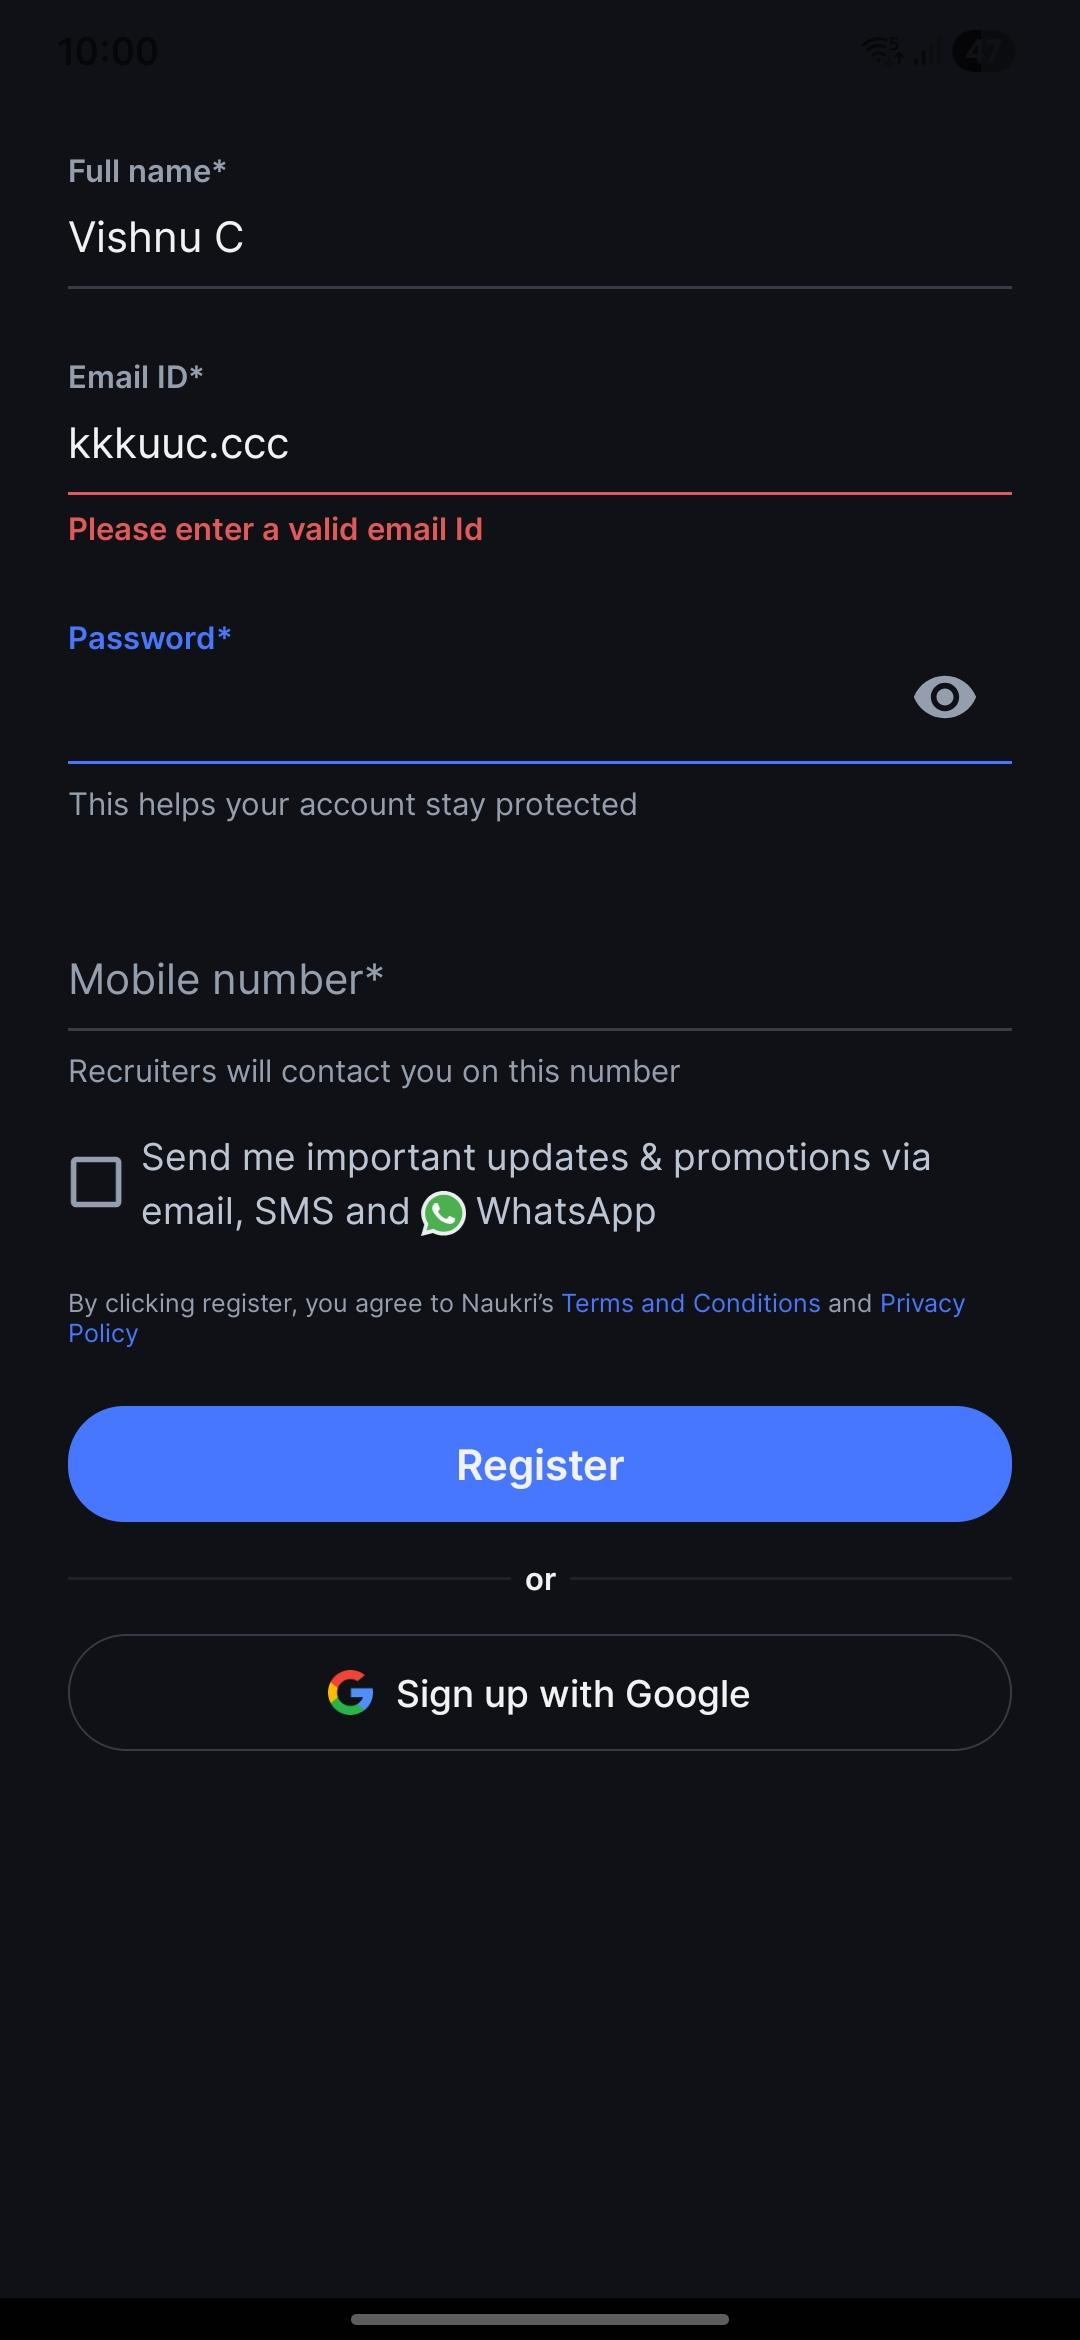 10:00
47
Full name*
Vishnu C
Email ID*
kkkuuc.ccc
Please enter a valid email Id
Password*
This helps your account stay protected
Mobile number*
Recruiters will contact you on this number
Send me important updates & promotions via
email, SMS and WhatsApp
By clicking register, you agree to Naukri’s Terms and Conditions and Privacy
Policy
Register
or
Sign up with Google